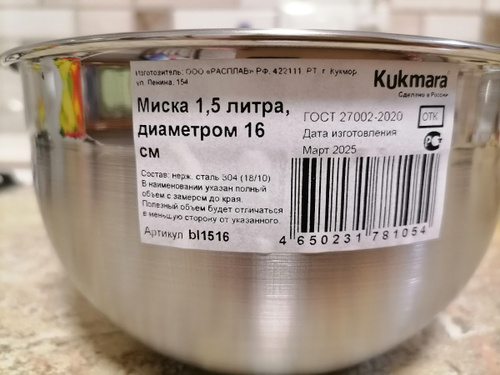 Изготовитель: ООО «РАСПЛАВ» РФ, 422111, РТ, г. Кукмор,
ул. Ленина, 154
Kukmara
Сделано в России
Миска 1,5 литра,
диаметром 16
см
ГОСТ 27002-2020
ОТК
Дата изготовления
Март 2025
Состав: нерж. сталь 304 (18/10)
В наименовании указан полный
объем с замером до края.
Полезный объем будет отличаться
в меньшую сторону от указанного.
Артикул bl1516
4 650231 781054